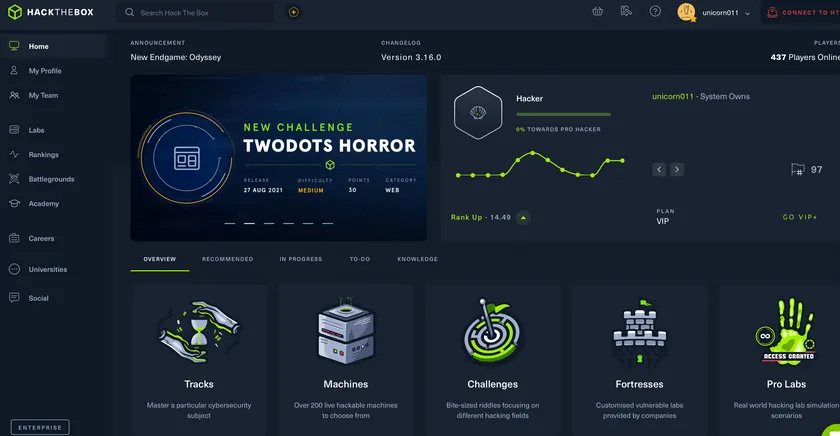 HACKTHEBOX
Search Hack The Box
unicorn011
CONNECT TO HT
Home
My Profile
My Team
Labs
Rankings
Battlegrounds
Academy
Careers
Universities
Social
ENTERPRISE
ANNOUNCEMENT
New Endgame: Odyssey
CHANGELOG
Version 3.16.0
PLAYERS
437 Players Online
NEW CHALLENGE
TWODOTS HORROR
RELEASE
27 AUG 2021
DIFFICULTY
MEDIUM
POINTS
30
CATEGORY
WEB
Hacker
0% TOWARDS PRO HACKER
Rank Up - 14.49
unicorn011 - System Owns
97
PLAN
VIP
GO VIP+
OVERVIEW
RECOMMENDED
IN PROGRESS
TO-DO
KNOWLEDGE
Tracks
Master a particular cybersecurity
subject
Machines
Over 200 live hackable machines
to choose from
Challenges
Bite-sized riddles focusing on
different hacking fields
Fortresses
Customised vulnerable labs
provided by companies
ACCESS GRANTED
Pro Labs
Real world hacking lab simulation
scenarios